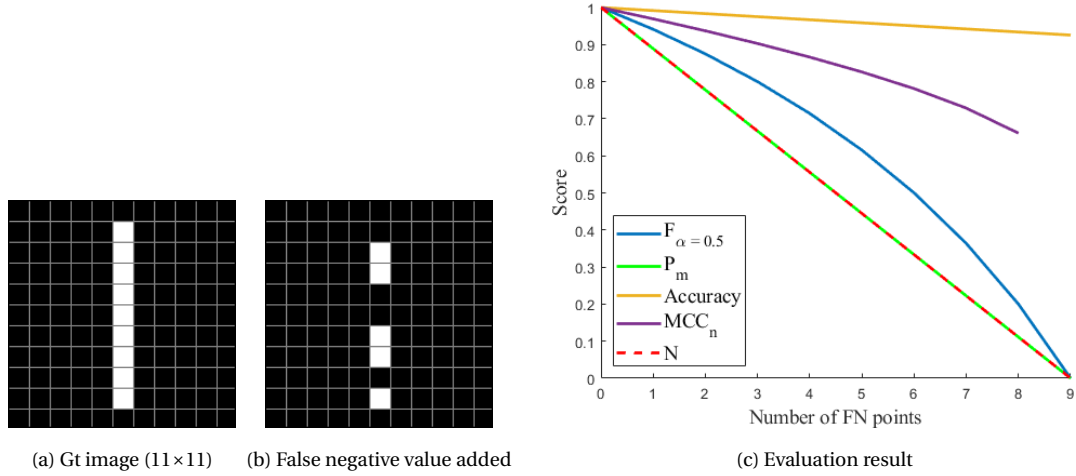 1
0.9
0.8
0.7
0.6
0.5
0.4
0.3
0.2
0.1
0
Score
F α = 0.5
P m
Accuracy
MCC n
N
0 1 2 3 4 5 6 7 8 9
Number of FN points
(a) Gt image (11×11) (b) False negative value added (c) Evaluation result